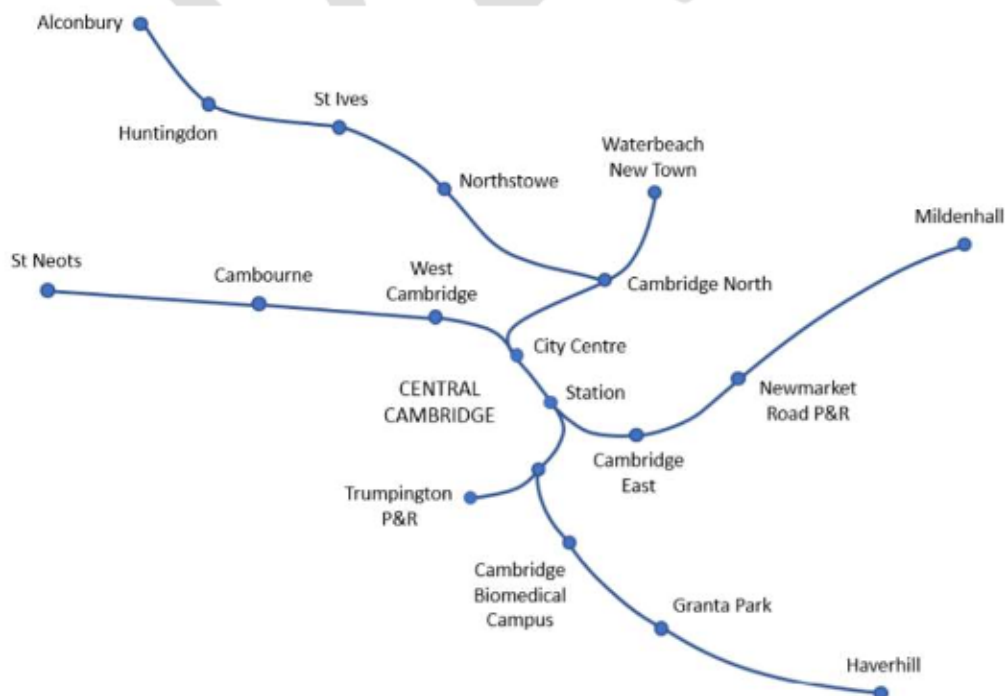 Alconbury
St Ives
Huntingdon
Waterbeach
New Town
Northstowe
Mildenhall
St Neots
Cambourne
West
Cambridge
Cambridge North
City Centre
CENTRAL
CAMBRIDGE
Station
Newmarket
Road P&R
Cambridge
East
Trumpington
P&R
Cambridge
Biomedical
Campus
Granta Park
Haverhill